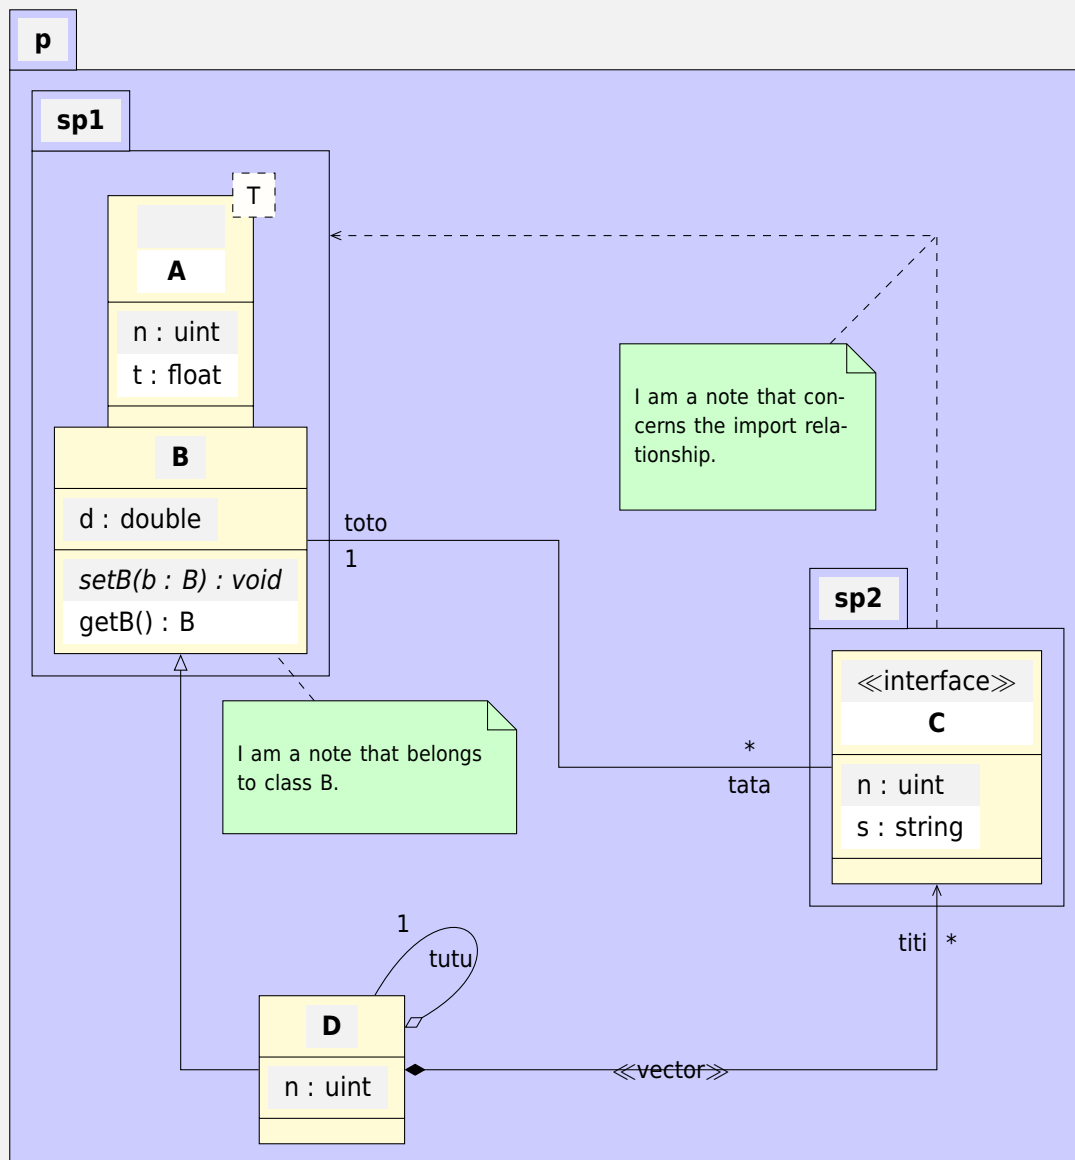 p
sp1
T
A
n : uint
t : float
B
d : double
setB(b : B) : void
getB() : B
toto
1
I am a note that con-
cerns the import rela-
tionship.
sp2
≪interface≫
C
n : uint
s : string
*
tata
I am a note that belongs
to class B.
titi *
1
tutu
D
n : uint
≪vector≫